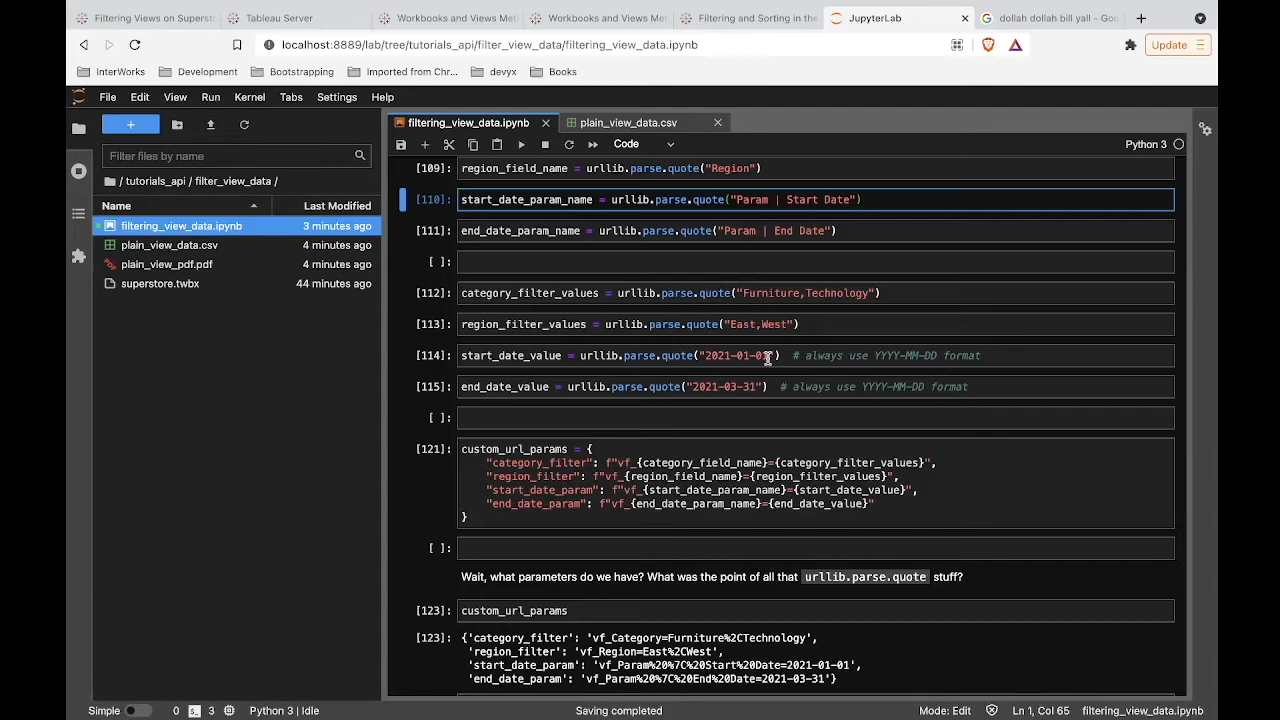 Filtering Views on Superst
Tableau Server
Workbooks and Views Met
Workbooks and Views Me
Filtering and Sorting in the
JupyterLab
dollah dollah bill yall - Goo
localhost:8889/lab/tree/tutorials_api/filter_view_data/filtering_view_data.ipynb
Update
InterWorks
Development
Bootstrapping
Imported from Chr...
devyx
Books
File Edit View Run Kernel Tabs Settings Help
filtering_view_data.ipynb
plain_view_data.csv
Code
Python 3
Filter files by name
/ tutorials_api / filter_view_data /
Name Last Modified
filtering_view_data.ipynb 3 minutes ago
plain_view_data.csv 4 minutes ago
plain_view_pdf.pdf 4 minutes ago
superstore.twbx 44 minutes ago
[109]: region_field_name = urllib.parse.quote("Region")
[110]: start_date_param_name = urllib.parse.quote("Param | Start Date")
[111]: end_date_param_name = urllib.parse.quote("Param | End Date")
[ ]:
[112]: category_filter_values = urllib.parse.quote("Furniture,Technology")
[113]: region_filter_values = urllib.parse.quote("East,West")
[114]: start_date_value = urllib.parse.quote("2021-01-01") # always use YYYY-MM-DD format
[115]: end_date_value = urllib.parse.quote("2021-03-31") # always use YYYY-MM-DD format
[ ]:
[121]: custom_url_params = {
"category_filter": f"vf_{category_field_name}={category_filter_values}",
"region_filter": f"vf_{region_field_name}={region_filter_values}",
"start_date_param": f"vf_{start_date_param_name}={start_date_value}",
"end_date_param": f"vf_{end_date_param_name}={end_date_value}"
}
[ ]:
Wait, what parameters do we have? What was the point of all that urllib.parse.quote stuff?
[123]: custom_url_params
[123]: {'category_filter': 'vf_Category=Furniture%2CTechnology',
'region_filter': 'vf_Region=East%2CWest',
'start_date_param': 'vf_Param%20%7C%20Start%20Date=2021-01-01',
'end_date_param': 'vf_Param%20%7C%20End%20Date=2021-03-31'}
Simple 0 3 Python 3 | Idle Saving completed Mode: Edit Ln 1, Col 65 filtering_view_data.ipynb